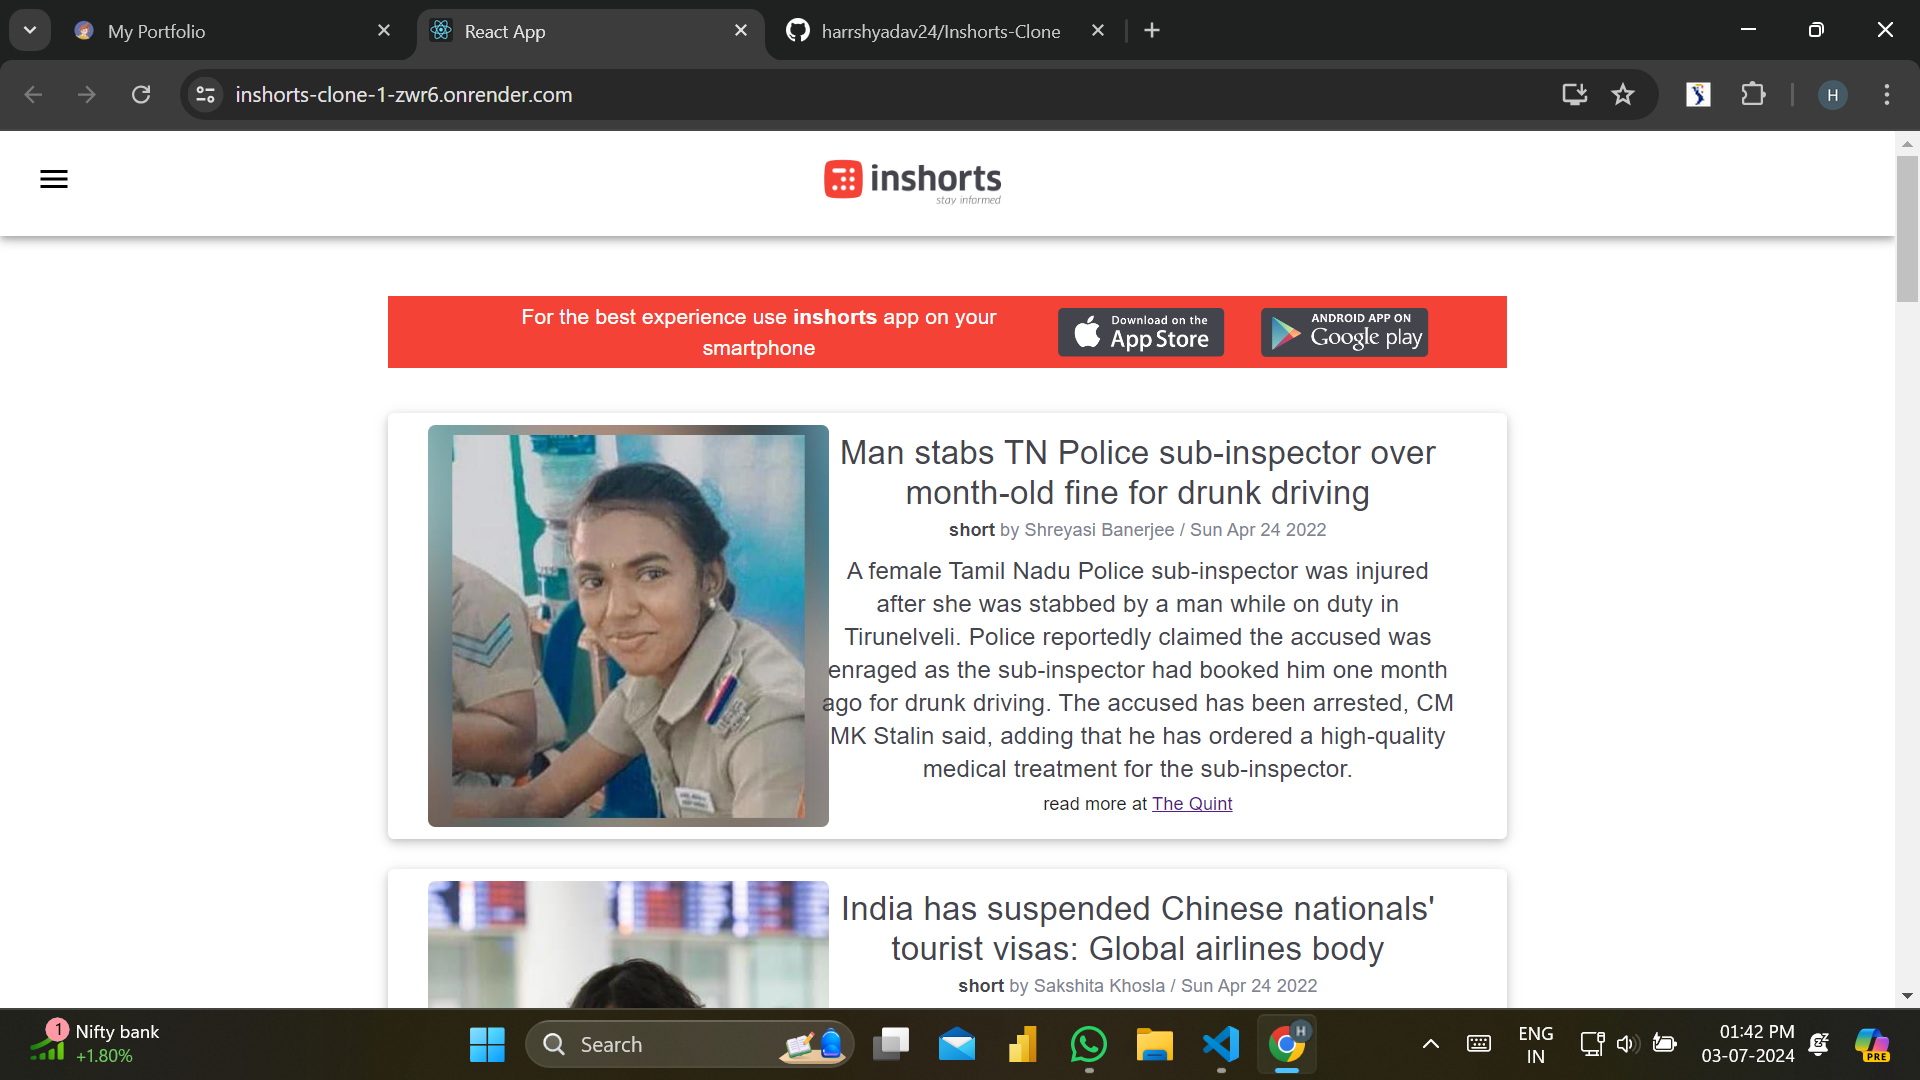 My Portfolio
React App
harrshyadav24/Inshorts-Clone
inshorts-clone-1-zwr6.onrender.com
H
inshorts
stay informed
For the best experience use inshorts app on your
smartphone
Download on the
App Store
ANDROID APP ON
Google play
Man stabs TN Police sub-inspector over
month-old fine for drunk driving
short by Shreyasi Banerjee / Sun Apr 24 2022
A female Tamil Nadu Police sub-inspector was injured
after she was stabbed by a man while on duty in
Tirunelveli. Police reportedly claimed the accused was
enraged as the sub-inspector had booked him one month
ago for drunk driving. The accused has been arrested, CM
MK Stalin said, adding that he has ordered a high-quality
medical treatment for the sub-inspector.
read more at The Quint
India has suspended Chinese nationals'
tourist visas: Global airlines body
short by Sakshita Khosla / Sun Apr 24 2022
1
Nifty bank
+1.80%
Search
H
ENG
IN
01:42 PM
03-07-2024
PRE